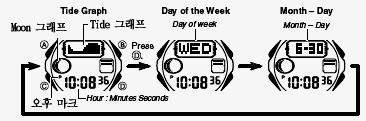 Tide Graph
Day of the Week
Month – Day
Moon 그래프
Tide 그래프
Day of week
Month – Day
A
B
Press
D.
WED
6-30
10:08 36
10:08 36
10:08 36
C
D
오후 마크
Hour : Minutes Seconds